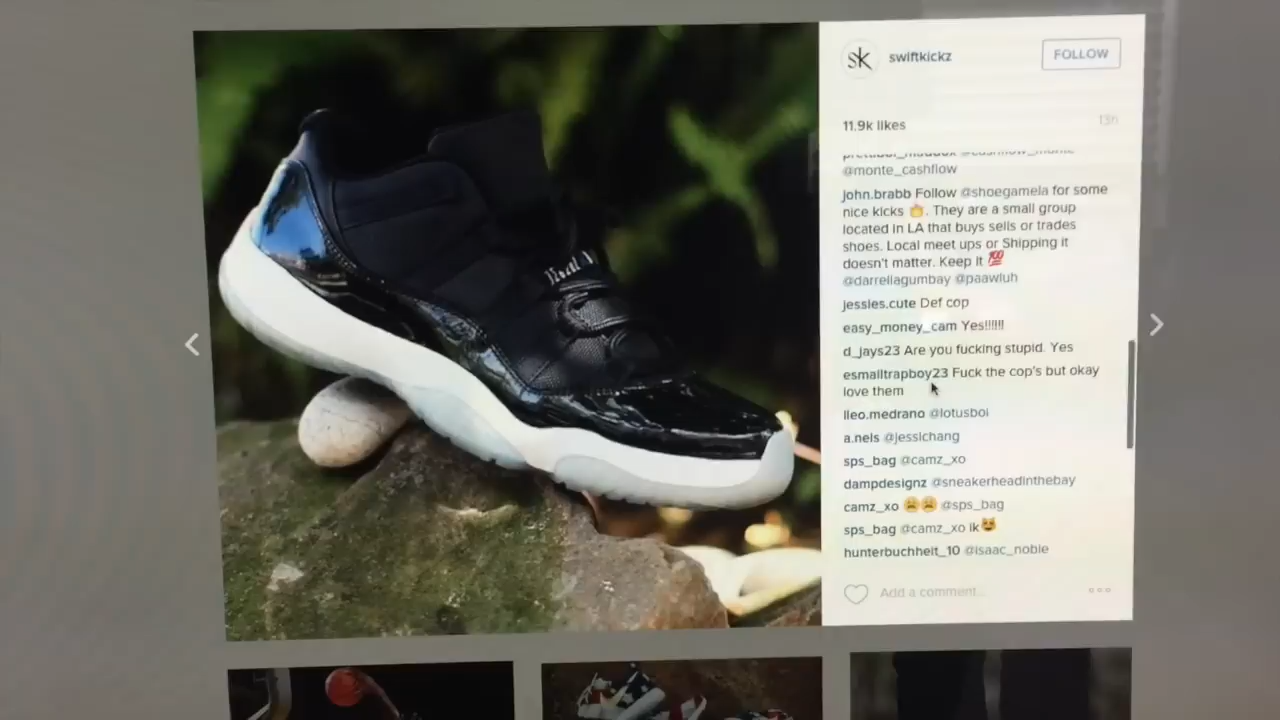 sk swiftkickz FOLLOW
11.9k likes 13h
@monte_cashflow
john.brabb Follow @shoegamela for some
nice kicks 🔥. They are a small group
located in LA that buys sells or trades
shoes. Local meet ups or Shipping it
doesn't matter. Keep it 💯
@darrellagumbay @paawluh
jessies.cute Def cop
easy_money_cam Yes!!!!!!
d_jays23 Are you fucking stupid. Yes
esmalltrapboy23 Fuck the cop's but okay
love them
lleo.medrano @lotusboi
a.nels @jessichang
sps_bag @camz_xo
dampdesignz @sneakerheadinthebay
camz_xo 😫😫 @sps_bag
sps_bag @camz_xo ik😈
hunterbuchheit_10 @isaac_noble
Add a comment...